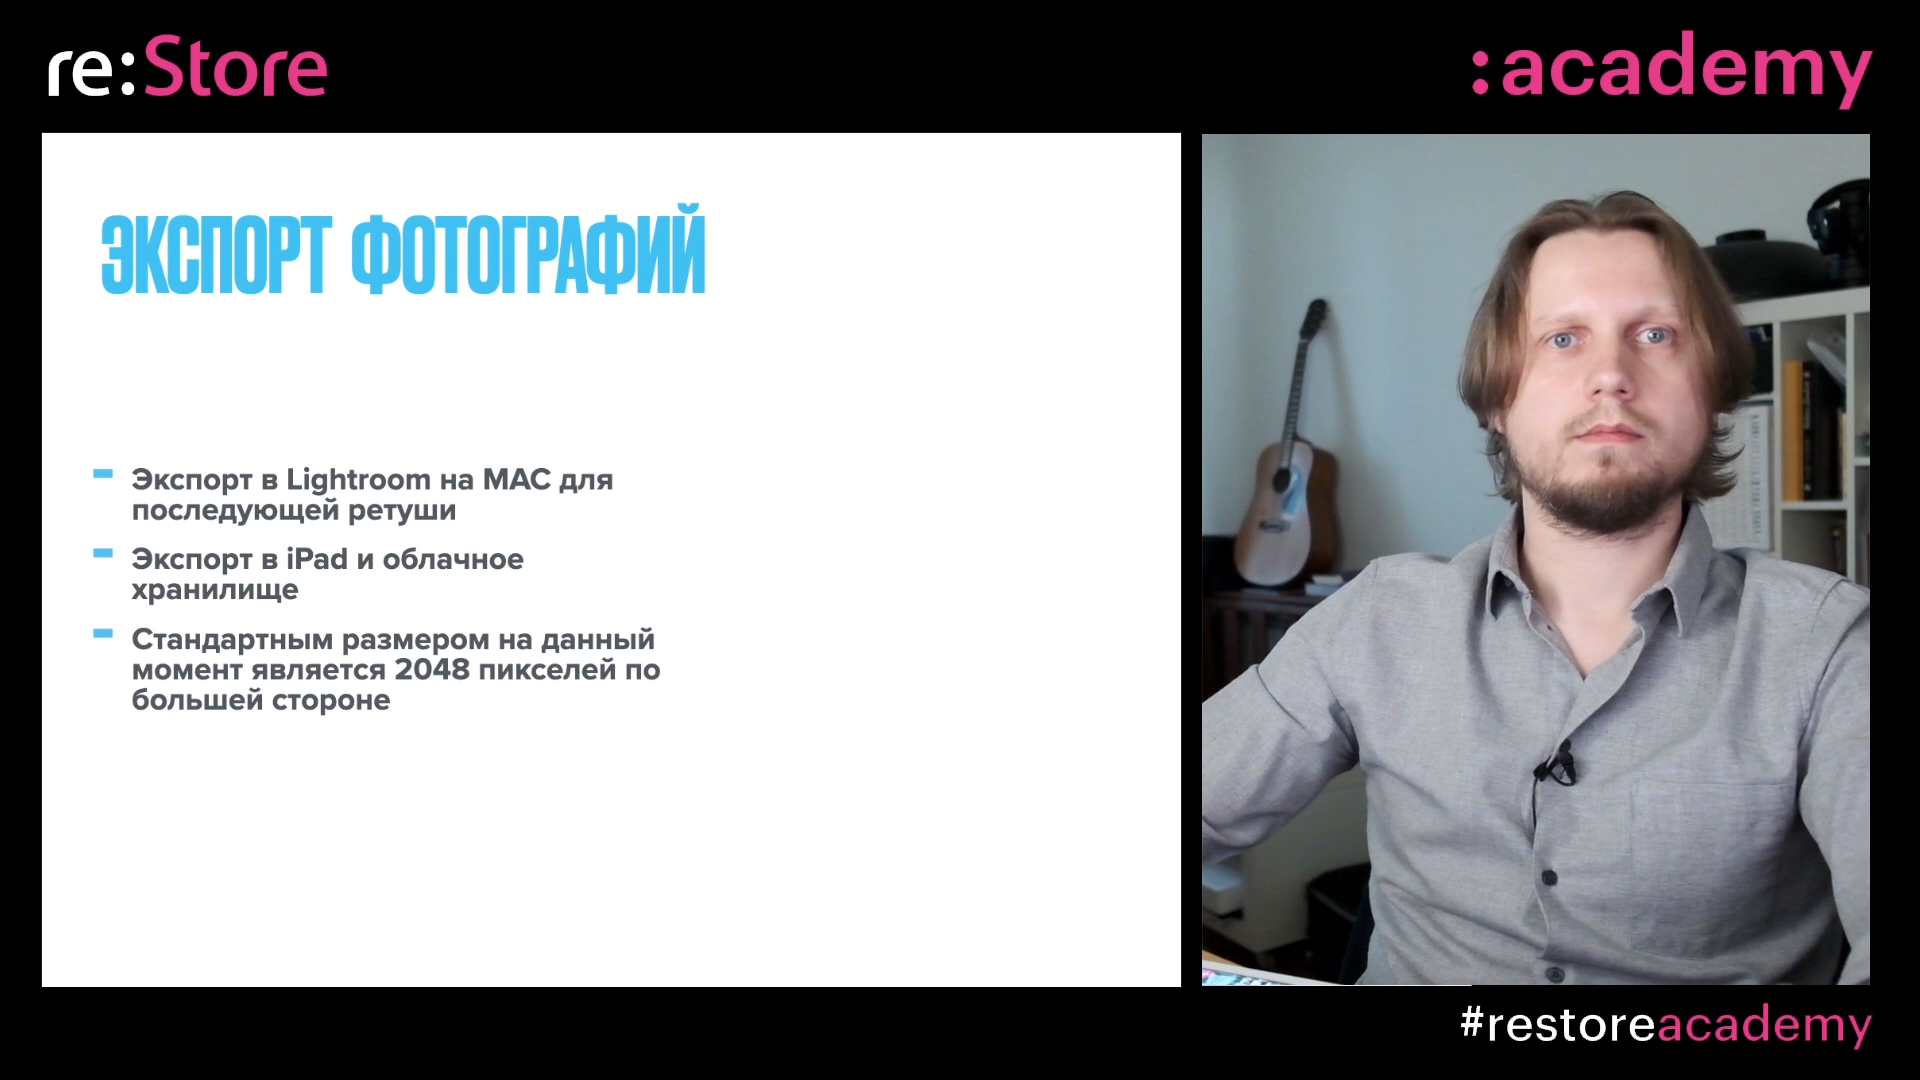 re:Store
:academy
ЭКСПОРТ ФОТОГРАФИЙ
- Экспорт в Lightroom на MAC для
последующей ретуши
- Экспорт в iPad и облачное
хранилище
- Стандартным размером на данный
момент является 2048 пикселей по
большей стороне
#restoreacademy